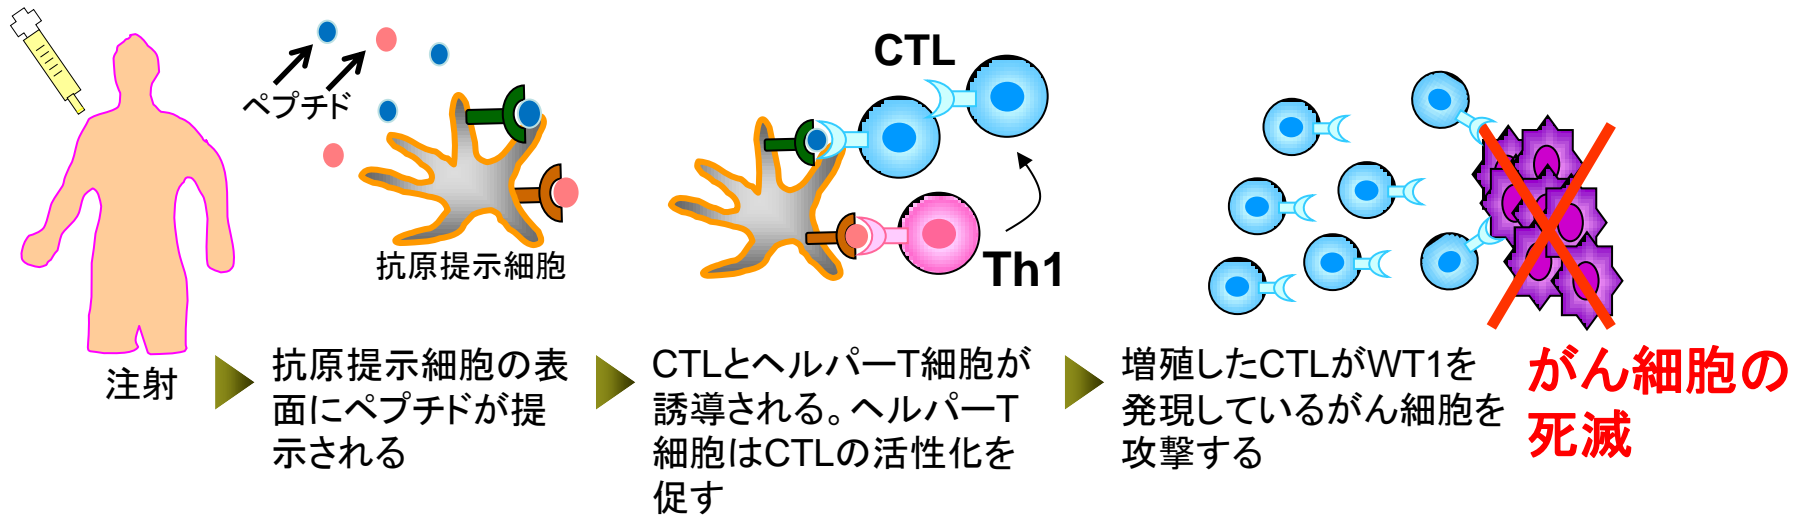 ペプチド
抗原提示細胞
CTL
Th1
注射
抗原提示細胞の表
面にペプチドが提
示される
CTLとヘルパーT細胞が
誘導される。ヘルパーT
細胞はCTLの活性化を
促す
増殖したCTLがWT1を
発現しているがん細胞を
攻撃する
がん細胞の
死滅